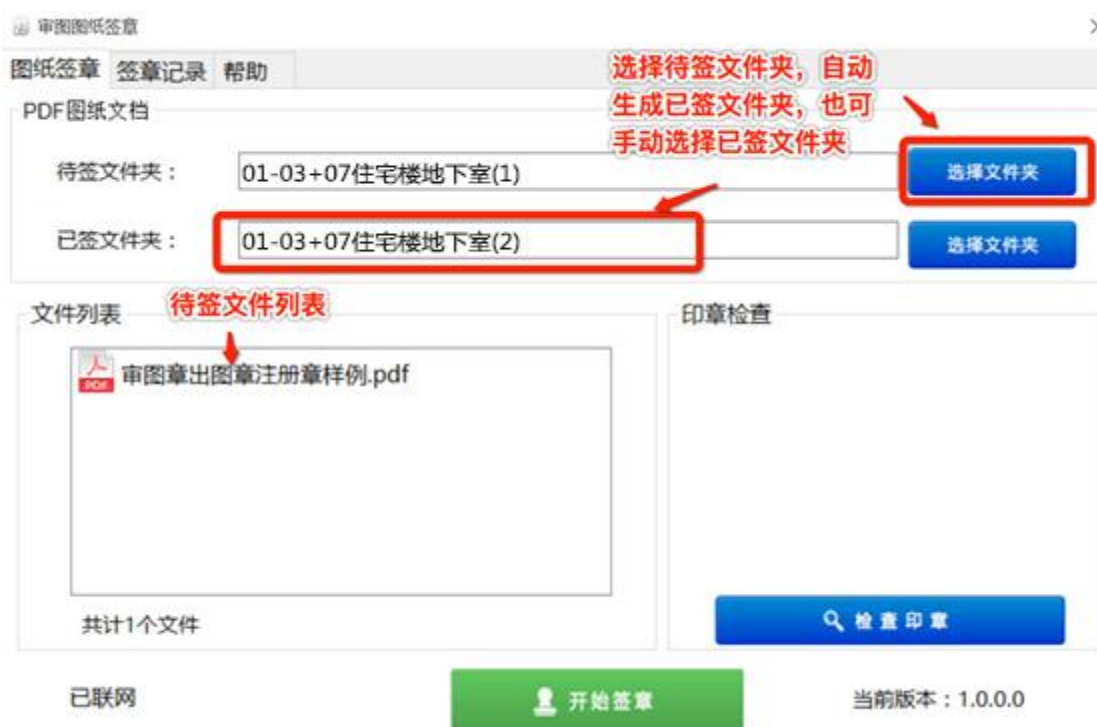 审图图纸签章
图纸签章 签章记录 帮助
选择待签文件夹，自动
生成已签文件夹，也可
手动选择已签文件夹
PDF图纸文档
待签文件夹：
01-03+07住宅楼地下室(1)
选择文件夹
已签文件夹：
01-03+07住宅楼地下室(2)
选择文件夹
文件列表
待签文件列表
印章检查
PDF
审图章出图章注册章样例.pdf
共计1个文件
检查印章
已联网
开始签章
当前版本：1.0.0.0